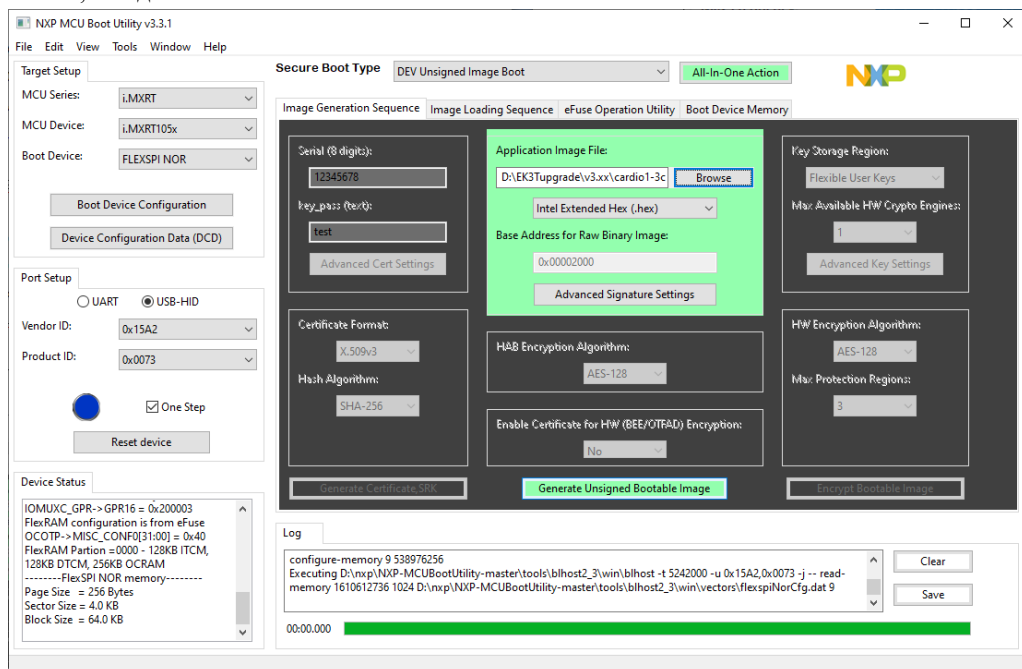 NXP MCU Boot Utility v3.3.1
File Edit View Tools Window Help
Target Setup
MCU Series: i.MXRT
MCU Device: i.MXRT105x
Boot Device: FLEXSPI NOR
Boot Device Configuration
Device Configuration Data (DCD)
Port Setup
UART USB-HID
Vendor ID: 0x15A2
Product ID: 0x0073
One Step
Reset device
Device Status
IOMUXC_GPR->GPR16 = 0x200003
FlexRAM configuration is from eFuse
OCOTP->MISC_CONF0[31:00] = 0x40
FlexRAM Partion =0000 - 128KB ITCM,
128KB DTCM, 256KB OCRAM
--------FlexSPI NOR memory--------
Page Size = 256 Bytes
Sector Size = 4.0 KB
Block Size = 64.0 KB
Secure Boot Type DEV Unsigned Image Boot All-In-One Action NXP
Image Generation Sequence Image Loading Sequence eFuse Operation Utility Boot Device Memory
Serial (8 digits):
12345678
key_pass (text):
test
Advanced Cert Settings
Certificate Format:
X.509v3
Hash Algorithm:
SHA-256
Generate Certificate,SRK
Application Image File:
D:\EK3Tupgrade\v3.xx\cardio1-3c Browse
Intel Extended Hex (.hex)
Base Address for Raw Binary Image:
0x00002000
Advanced Signature Settings
HAB Encryption Algorithm:
AES-128
Enable Certificate for HW (BEE/OTFAD) Encryption:
No
Generate Unsigned Bootable Image
Key Storage Region:
Flexible User Keys
Max Available HW Crypto Engines:
1
Advanced Key Settings
HW Encryption Algorithm:
AES-128
Max Protection Regions:
3
Encrypt Bootable Image
Log
configure-memory 9 538976256
Executing D:\nxp\NXP-MCUBootUtility-master\tools\blhost2_3\win\blhost -t 5242000 -u 0x15A2,0x0073 -j -- read-
memory 1610612736 1024 D:\nxp\NXP-MCUBootUtility-master\tools\blhost2_3\win\vectors\flexspiNorCfg.dat 9
Clear
Save
00:00.000